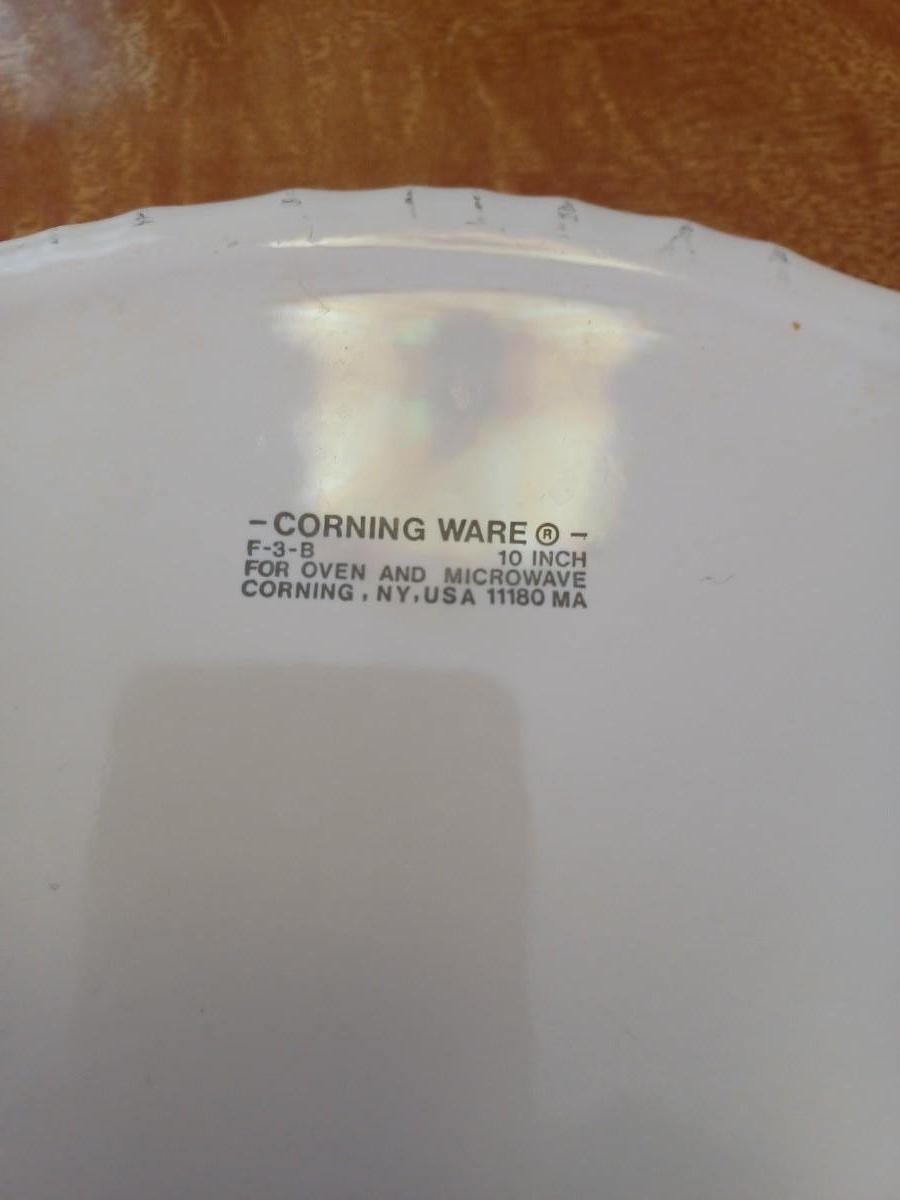 -CORNING WARE®-
F-3-B 10 INCH
FOR OVEN AND MICROWAVE
CORNING, NY, USA 11180 MA